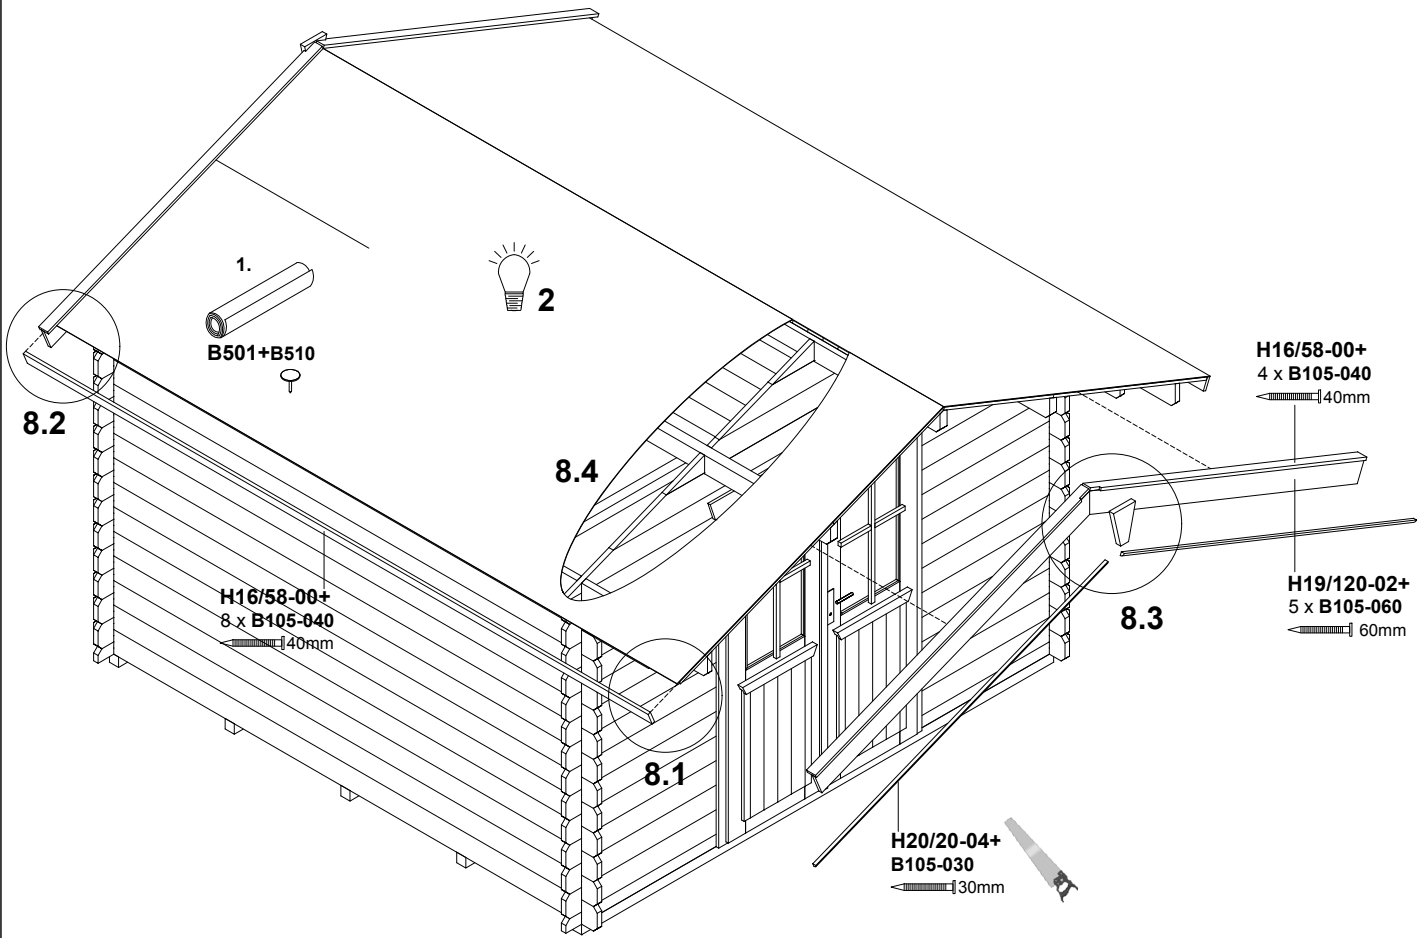 1.
B501+B510
2
8.2
8.4
H16/58-00+
8 x B105-040
40mm
8.1
H16/58-00+
4 x B105-040
40mm
8.3
H19/120-02+
5 x B105-060
60mm
H20/20-04+
B105-030
30mm